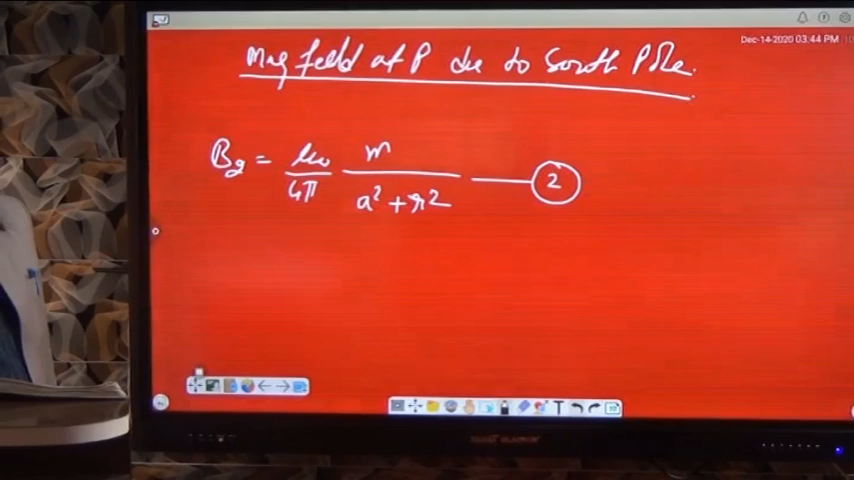 Mag field at P due to South Pole.
Dec-14-2020 03:44 PM
B₂ = μ₀/4π m/(a²+r²) — ②